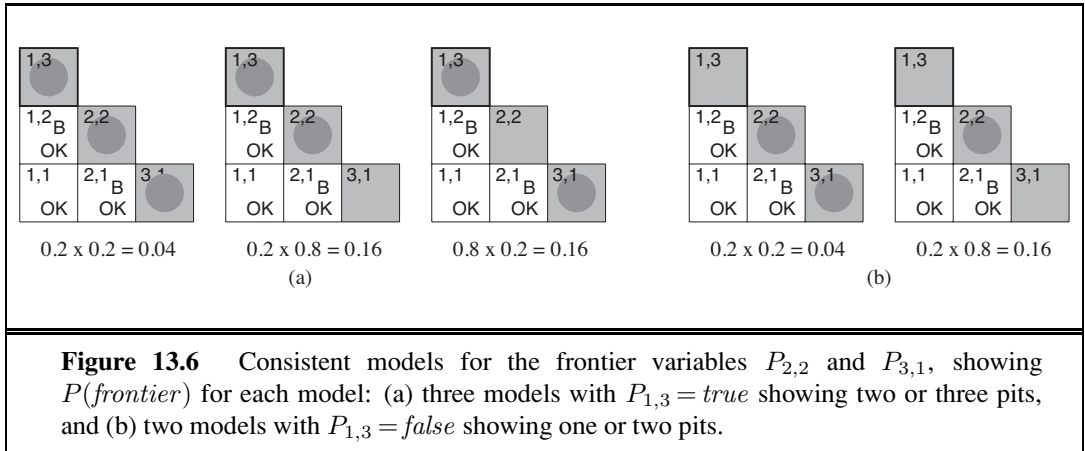 1,3 1,3 1,3 1,3 1,3
1,2 B 2,2 1,2 B 2,2 1,2 B 2,2 1,2 B 2,2 1,2 B 2,2
OK OK OK OK OK
1,1 2,1 B 1,1 2,1 B 3,1 1,1 2,1 B 3,1 1,1 2,1 B 3,1 1,1 2,1 B 3,1
OK OK OK OK OK OK OK OK OK OK
0.2 x 0.2 = 0.04 0.2 x 0.8 = 0.16 0.8 x 0.2 = 0.16 0.2 x 0.2 = 0.04 0.2 x 0.8 = 0.16
(a) (b)
Figure 13.6 Consistent models for the frontier variables P2,2 and P3,1, showing
P(frontier) for each model: (a) three models with P1,3 = true showing two or three pits,
and (b) two models with P1,3 = false showing one or two pits.